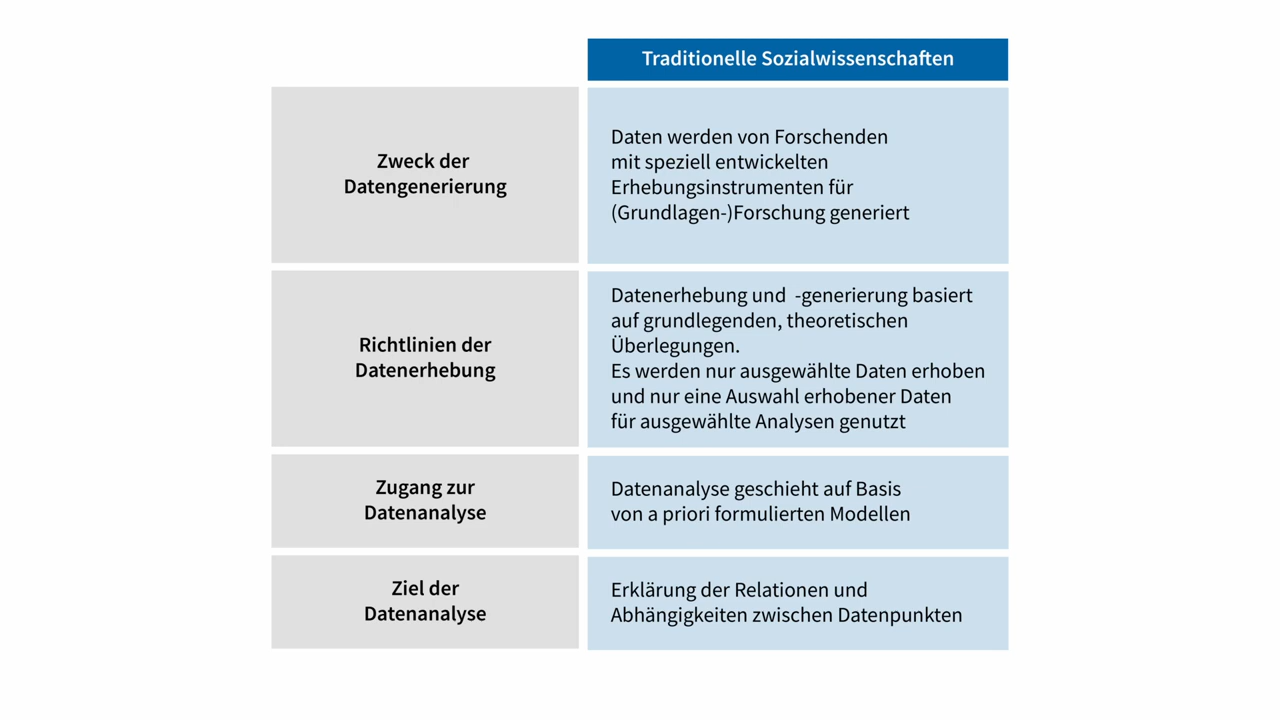 Traditionelle Sozialwissenschaften
Zweck der
Datengenerierung
Daten werden von Forschenden
mit speziell entwickelten
Erhebungsinstrumenten für
(Grundlagen-)Forschung generiert
Richtlinien der
Datenerhebung
Datenerhebung und  -generierung basiert
auf grundlegenden, theoretischen
Überlegungen.
Es werden nur ausgewählte Daten erhoben
und nur eine Auswahl erhobener Daten
für ausgewählte Analysen genutzt
Zugang zur
Datenanalyse
Datenanalyse geschieht auf Basis
von a priori formulierten Modellen
Ziel der
Datenanalyse
Erklärung der Relationen und
Abhängigkeiten zwischen Datenpunkten